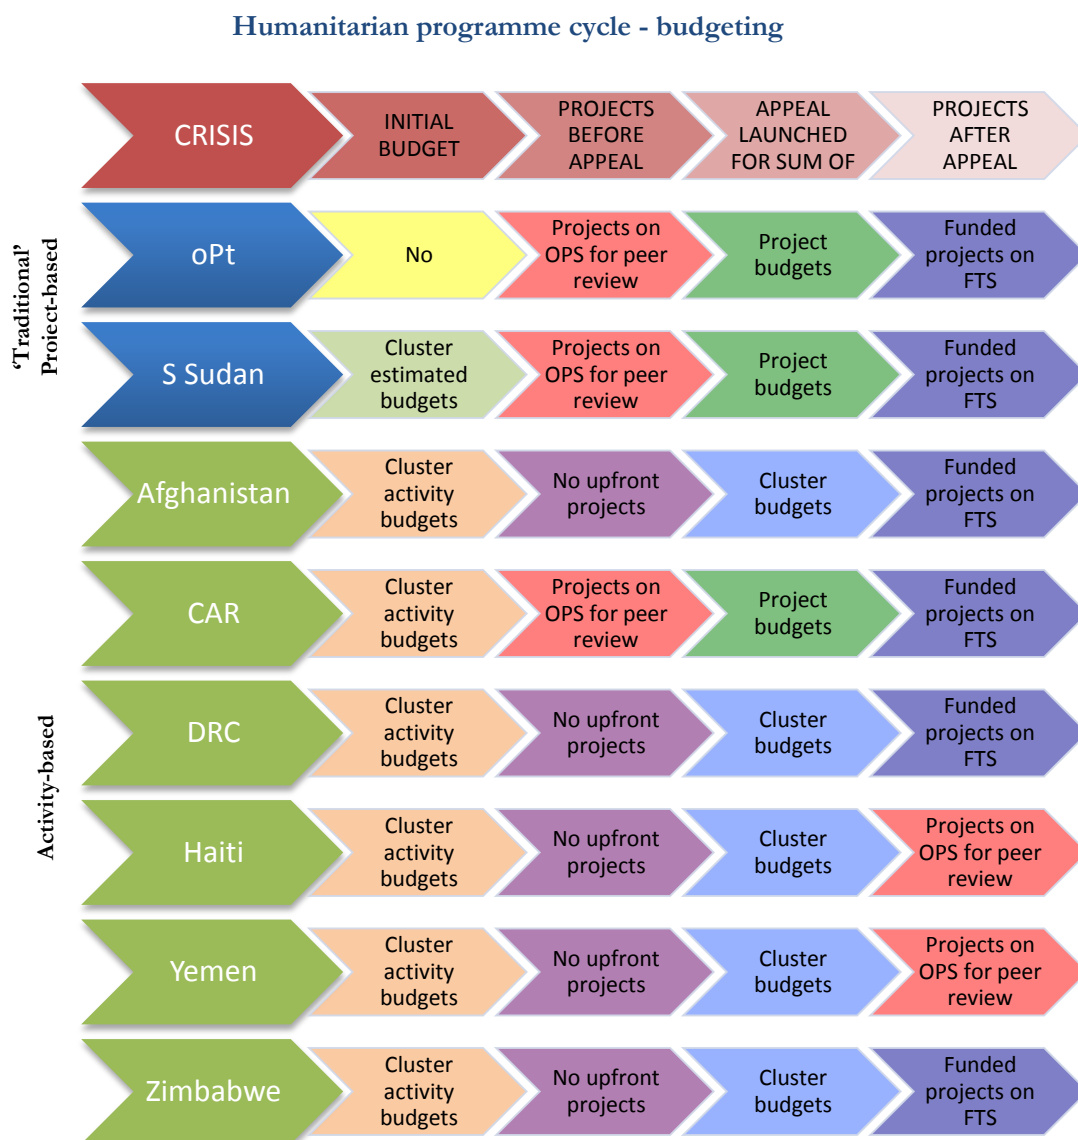 Humanitarian programme cycle - budgeting
CRISIS
INITIAL
BUDGET
PROJECTS
BEFORE
APPEAL
APPEAL
LAUNCHED
FOR SUM OF
PROJECTS
AFTER
APPEAL
‘Traditional’
Project-based
oPt
No
Projects on
OPS for peer
review
Project
budgets
Funded
projects on
FTS
S Sudan
Cluster
estimated
budgets
Projects on
OPS for peer
review
Project
budgets
Funded
projects on
FTS
Activity-based
Afghanistan
Cluster
activity
budgets
No upfront
projects
Cluster budgets
Funded
projects on
FTS
CAR
Cluster
activity
budgets
Projects on
OPS for peer
review
Project
budgets
Funded
projects on
FTS
DRC
Cluster
activity
budgets
No upfront
projects
Cluster
budgets
Funded
projects on
FTS
Haiti
Cluster
activity
budgets
No upfront
projects
Cluster
budgets
Projects on
OPS for peer
review
Yemen
Cluster
activity
budgets
No upfront
projects
Cluster
budgets
Projects on
OPS for peer
review
Zimbabwe
Cluster
activity
budgets
No upfront
projects
Cluster
budgets
Funded
projects on
FTS